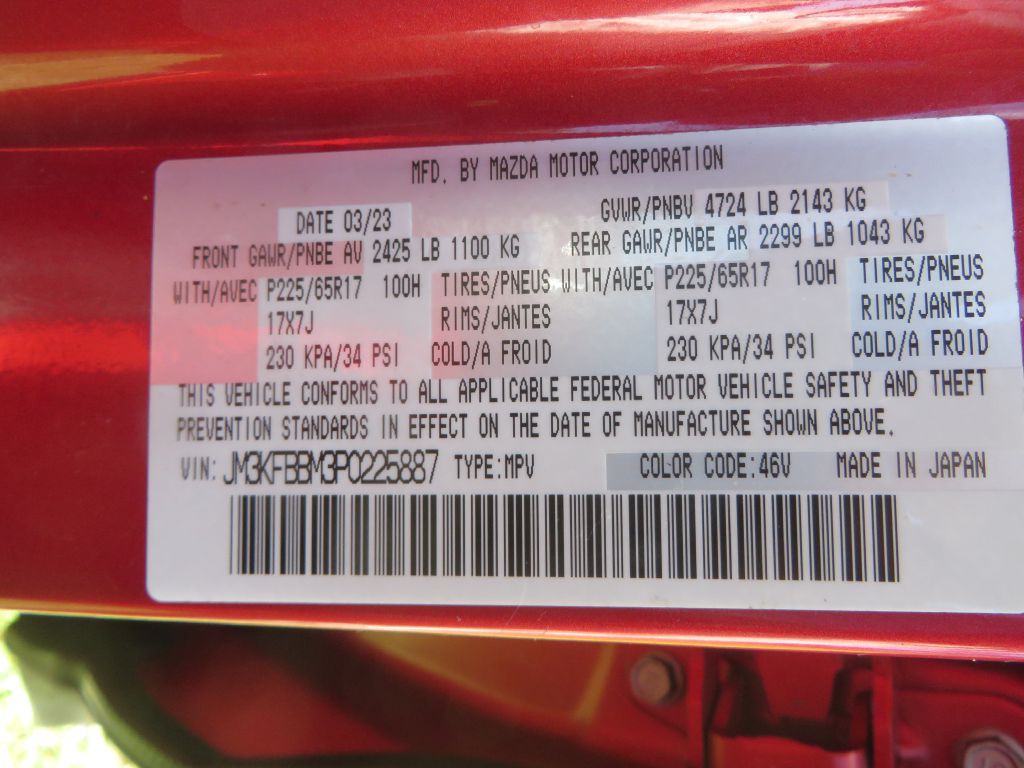 MFD. BY MAZDA MOTOR CORPORATION
DATE 03/23 GVWR/PNBV 4724 LB 2143 KG
FRONT GAWR/PNBE AV 2425 LB 1100 KG REAR GAWR/PNBE AR 2299 LB 1043 KG
WITH/AVEC P225/65R17 100H TIRES/PNEUS WITH/AVEC P225/65R17 100H TIRES/PNEUS
17X7J RIMS/JANTES 17X7J RIMS/JANTES
230 KPA/34 PSI COLD/A FROID 230 KPA/34 PSI COLD/A FROID
THIS VEHICLE CONFORMS TO ALL APPLICABLE FEDERAL MOTOR VEHICLE SAFETY AND THEFT
PREVENTION STANDARDS IN EFFECT ON THE DATE OF MANUFACTURE SHOWN ABOVE.
VIN: JM3KFBBM3P0225887 TYPE:MPV COLOR CODE:46V MADE IN JAPAN